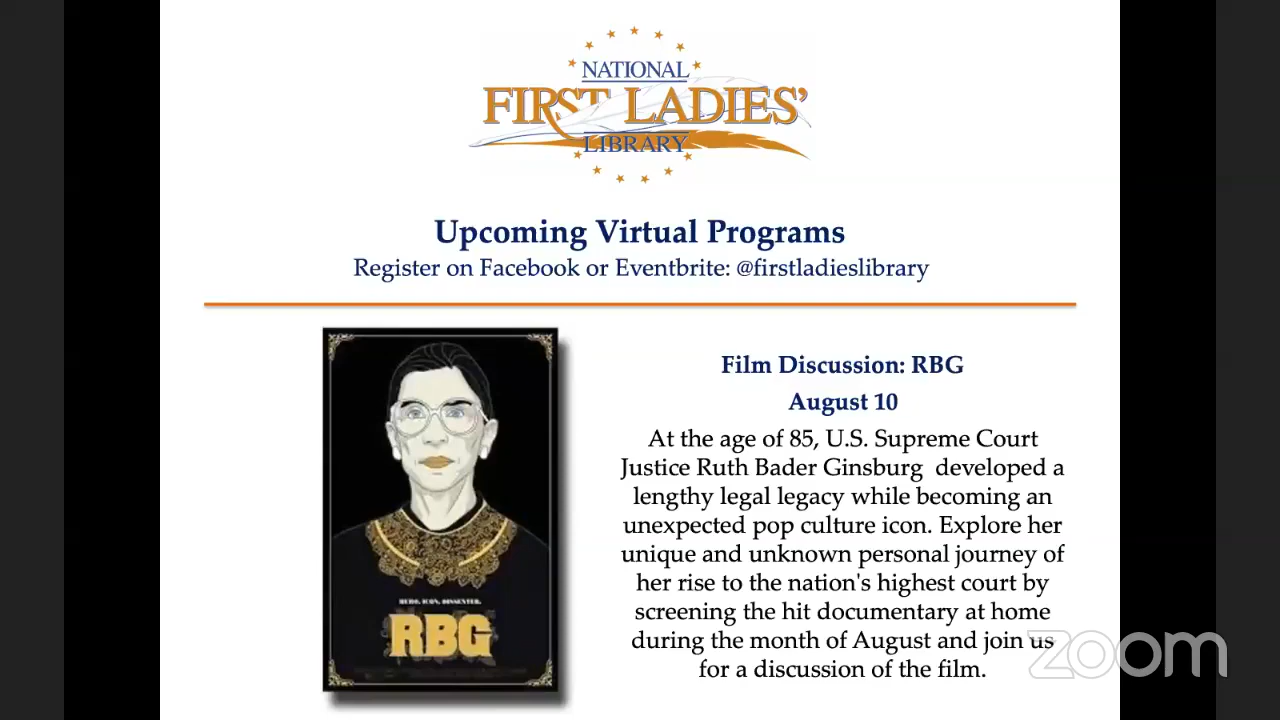 NATIONAL
FIRST LADIES’
LIBRARY
Upcoming Virtual Programs
Register on Facebook or Eventbrite: @firstladieslibrary
Film Discussion: RBG
August 10
At the age of 85, U.S. Supreme Court
Justice Ruth Bader Ginsburg developed a
lengthy legal legacy while becoming an
unexpected pop culture icon. Explore her
unique and unknown personal journey of
her rise to the nation's highest court by
screening the hit documentary at home
during the month of August and join us
for a discussion of the film.
HERO. ICON. DISSENTER.
RBG
zoom